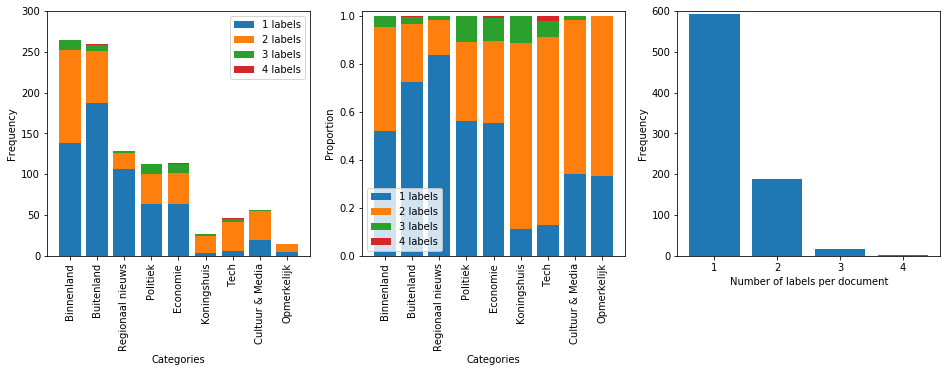 300
250
200
150
100
50
0
Frequency
1 labels
2 labels
3 labels
4 labels
Binnenland
Buitenland
Regionaal nieuws
Politiek
Economie
Koningshuis
Tech
Cultuur & Media
Opmerkelijk
Categories
1.0
0.8
0.6
0.4
0.2
0.0
Proportion
1 labels
2 labels
3 labels
4 labels
Binnenland
Buitenland
Regionaal nieuws
Politiek
Economie
Koningshuis
Tech
Cultuur & Media
Opmerkelijk
Categories
600
500
400
300
200
100
0
Frequency
1 2 3 4
Number of labels per document